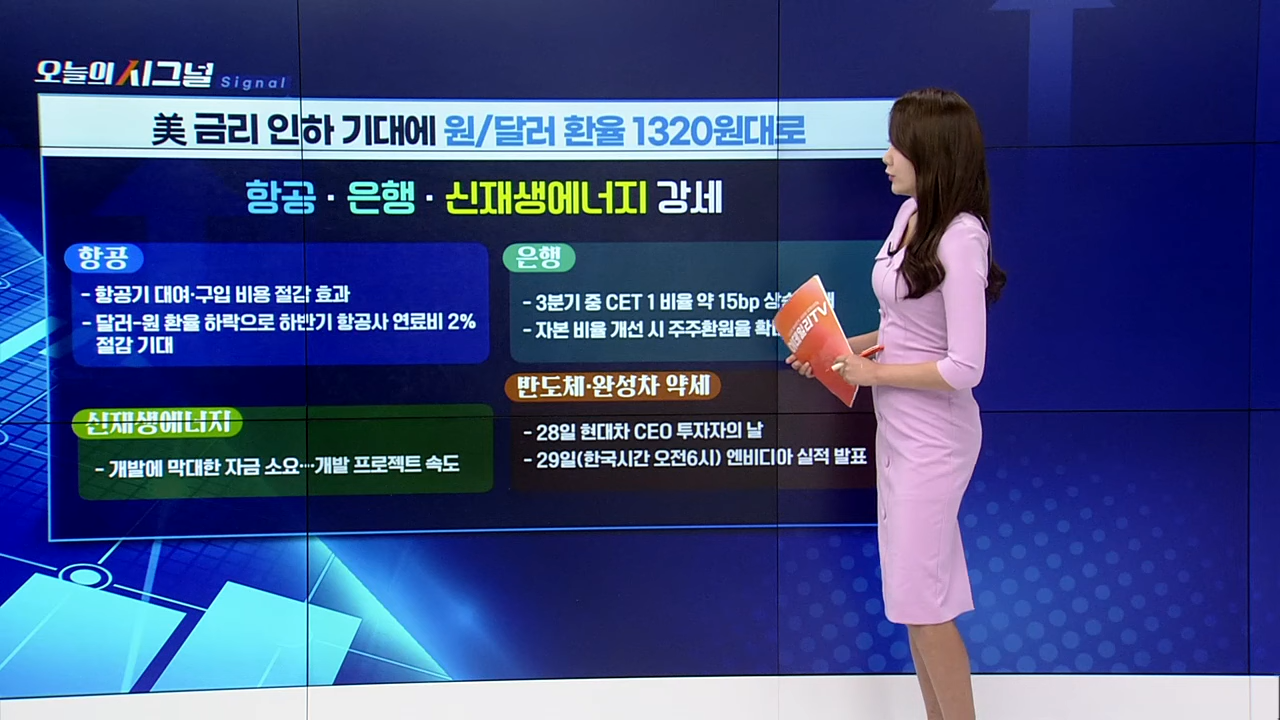 오늘의 시그널 Signal
美 금리 인하 기대에 원/달러 환율 1320원대로
항공 · 은행 · 신재생에너지 강세
항공
- 항공기 대여·구입 비용 절감 효과
- 달러-원 환율 하락으로 하반기 항공사 연료비 2%
절감 기대
은행
- 3분기 중 CET 1 비율 약 15bp
- 자본 비율 개선 시 주주환원율
신재생에너지
- 개발에 막대한 자금 소요…개발 프로젝트 속도
반도체·완성차 약세
- 28일 현대차 CEO 투자자의 날
- 29일(한국시간 오전6시) 엔비디아 실적 발표